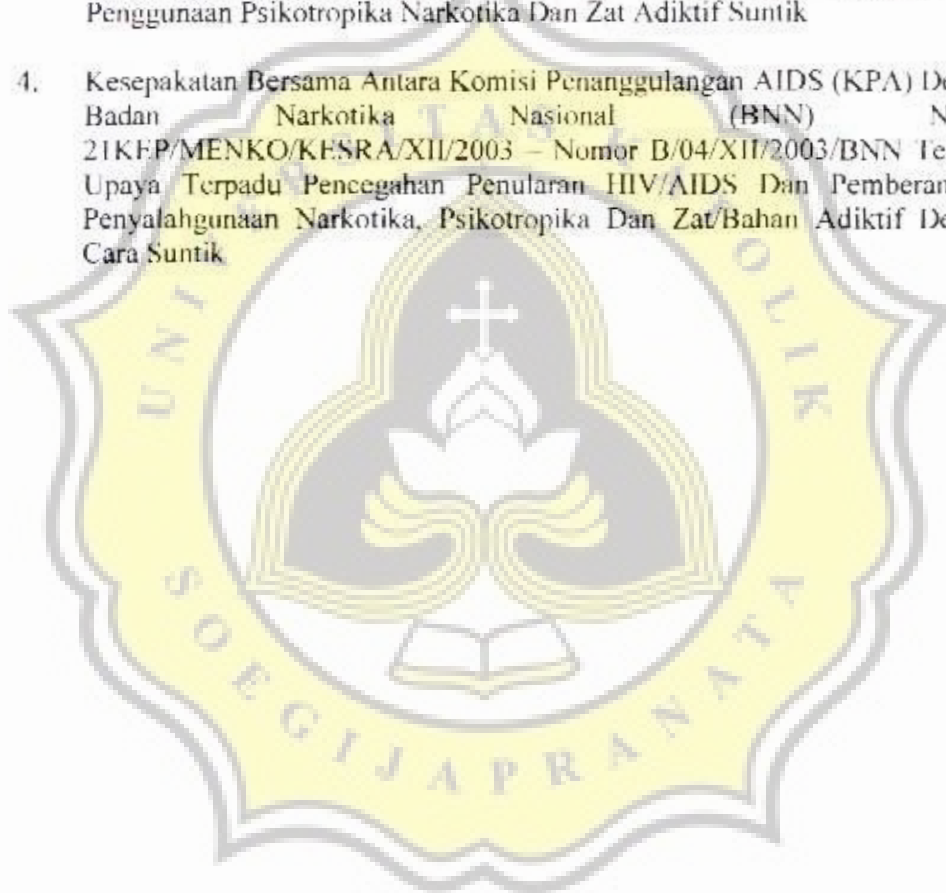 Penggunaan Psikotropika Narkotika Dan Zat Adiktif Suntik
4. Kesepakatan Bersama Antara Komisi Penanggulangan AIDS (KPA) De
Badan Narkotika Nasional (BNN) N
21KEP/MENKO/KESRA/XII/2003 – Nomor B/04/XII/2003/BNN Te
Upaya Terpadu Pencegahan Penularan HIV/AIDS Dan Pemberan
Penyalahgunaan Narkotika, Psikotropika Dan Zat/Bahan Adiktif De
Cara Suntik
SOEGIJAPRANATA